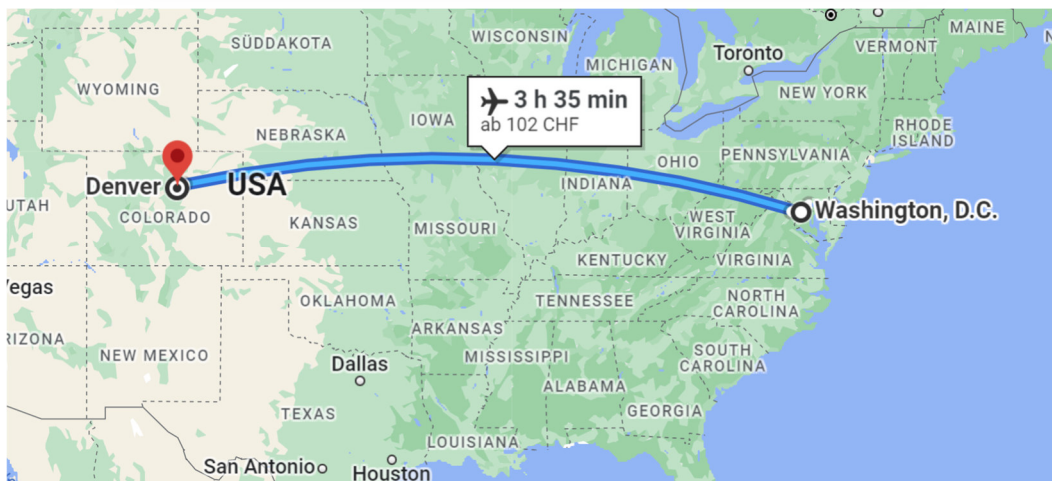 SÜDDAKOTA
WISCONSIN
MAINE
Toronto
VERMONT
MICHIGAN
WYOMING
NEW YORK
3 h 35 min
ab 102 CHF
IOWA
NEBRASKA
RHODE
ISLAND
OHIO
PENNSYLVANIA
Denver
USA
INDIANA
UTAH
COLORADO
KANSAS
MISSOURI
WEST
VIRGINIA
Washington, D.C.
KENTUCKY
VIRGINIA
egas
OKLAHOMA
TENNESSEE
NORTH
CAROLINA
RIZONA
ARKANSAS
NEW MEXICO
MISSISSIPPI
SOUTH
CAROLINA
Dallas
ALABAMA
TEXAS
GEORGIA
LOUISIANA
San Antonio
Houston